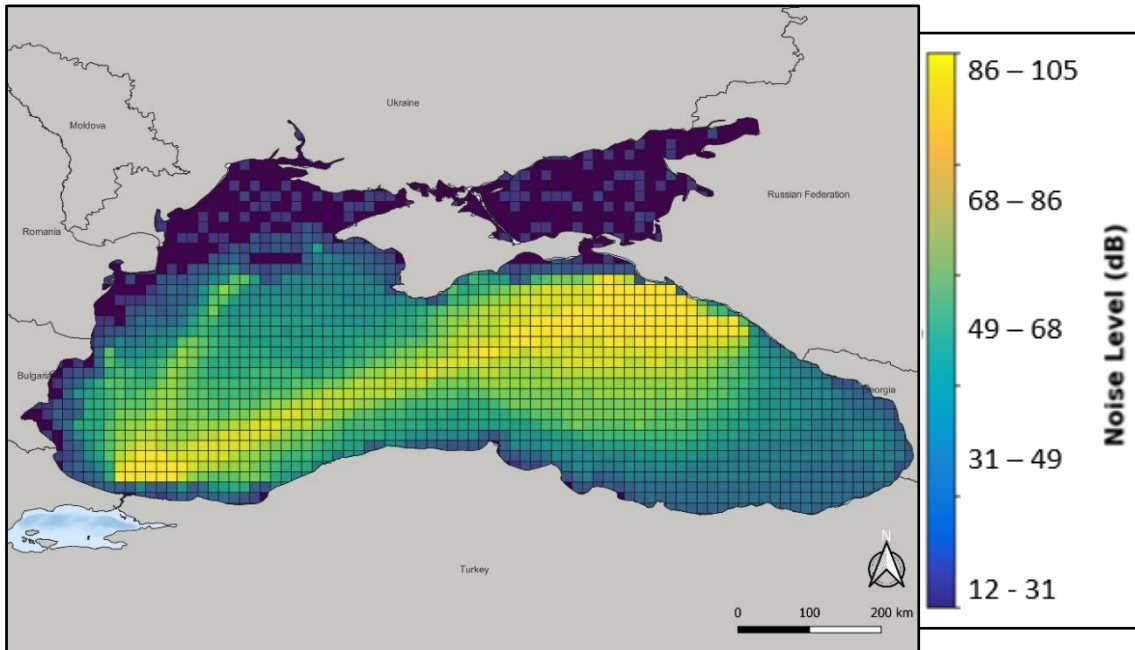 Ukraine
Moldova
Russian Federation
Romania
Bulgaria
Georgia
Turkey
N
0 100 200 km
86 – 105
68 – 86
49 – 68
31 – 49
12 - 31
Noise Level (dB)